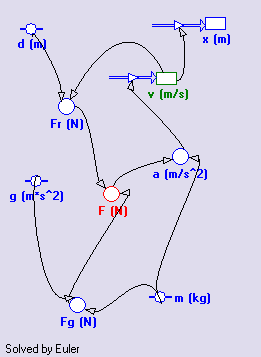 d (m)
x (m)
v (m/s)
Fr (N)
a (m/s^2)
g (m*s^2)
F (N)
m (kg)
Fg (N)
Solved by Euler